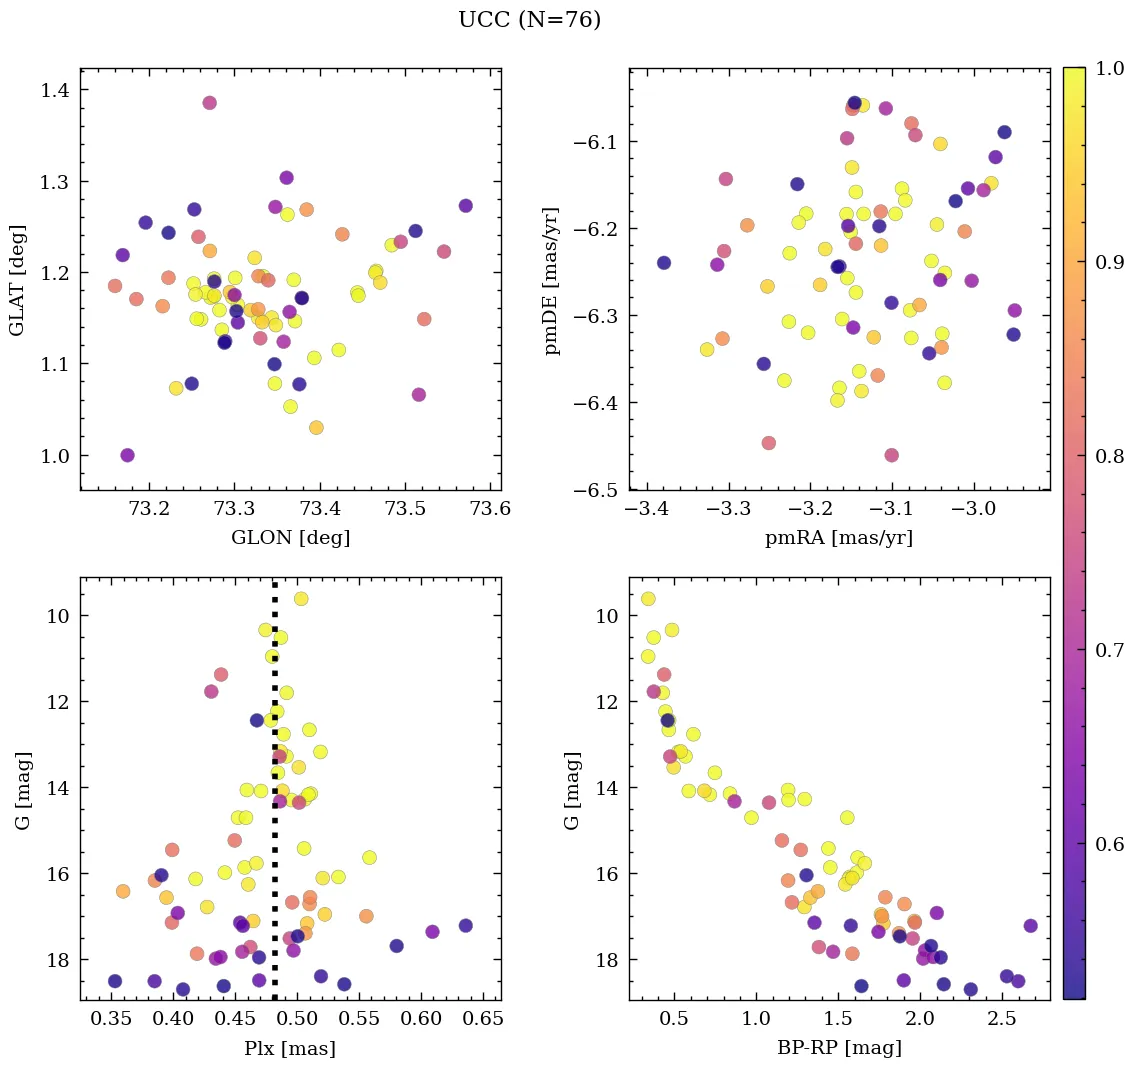 UCC (N=76)
1.4
1.3
1.2
1.1
1.0
GLAT [deg]
73.2 73.3 73.4 73.5 73.6
GLON [deg]
−6.1
−6.2
−6.3
−6.4
−6.5
pmDE [mas/yr]
−3.4 −3.3 −3.2 −3.1 −3.0
pmRA [mas/yr]
1.0
0.9
0.8
0.7
0.6
10
12
14
16
18
G [mag]
0.35 0.40 0.45 0.50 0.55 0.60 0.65
Plx [mas]
10
12
14
16
18
G [mag]
0.5 1.0 1.5 2.0 2.5
BP-RP [mag]